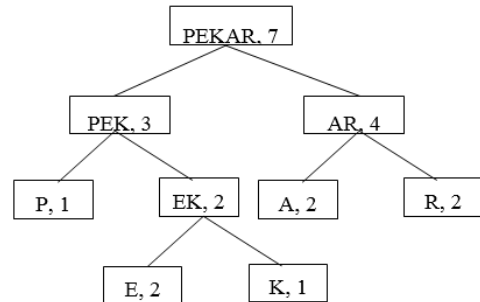 PEKAR, 7
PEK, 3
AR, 4
P, 1
EK, 2
A, 2
R, 2
E, 2
K, 1